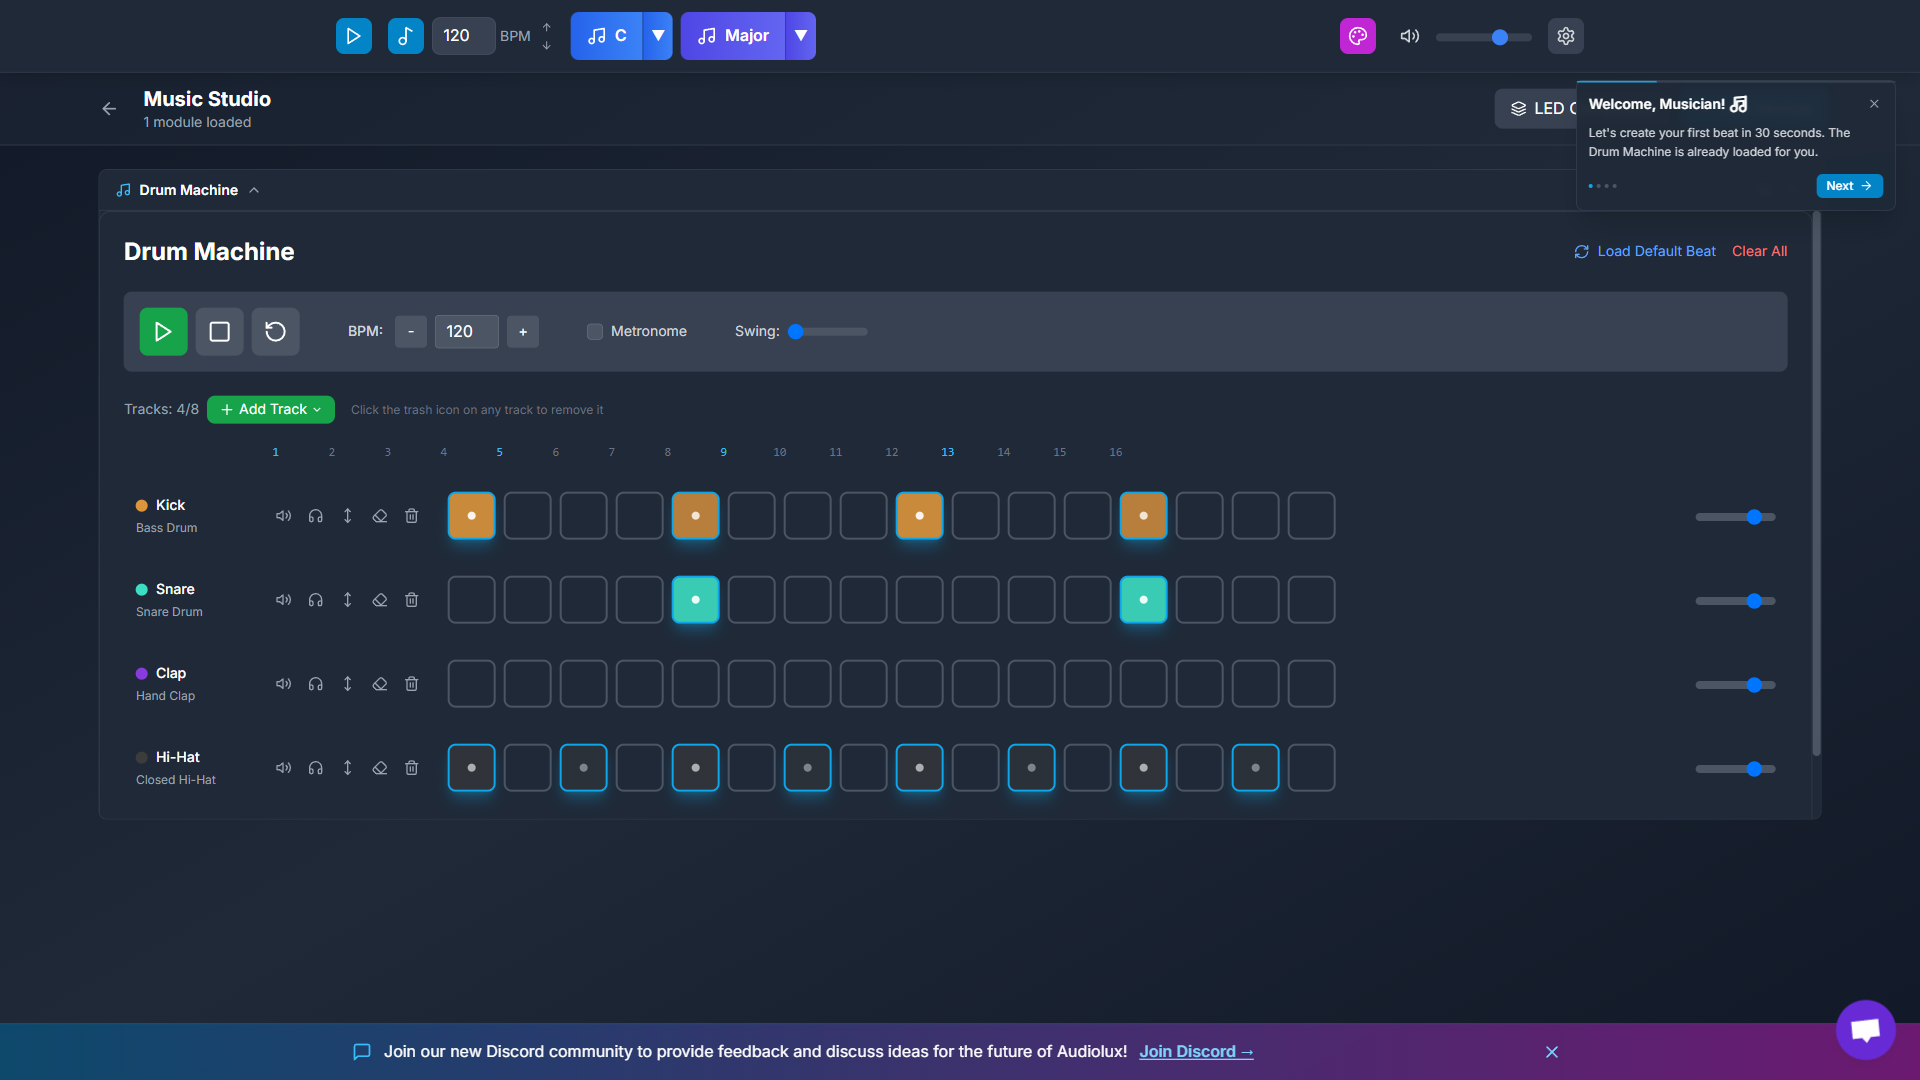 120 BPM C Major
Music Studio
1 module loaded
LED C
Welcome, Musician!
Let's create your first beat in 30 seconds. The
Drum Machine is already loaded for you.
Next
Drum Machine
Drum Machine
Load Default Beat Clear All
BPM: - 120 + Metronome Swing:
Tracks: 4/8 + Add Track Click the trash icon on any track to remove it
1 2 3 4 5 6 7 8 9 10 11 12 13 14 15 16
Kick
Bass Drum
Snare
Snare Drum
Clap
Hand Clap
Hi-Hat
Closed Hi-Hat
Join our new Discord community to provide feedback and discuss ideas for the future of Audiolux! Join Discord →